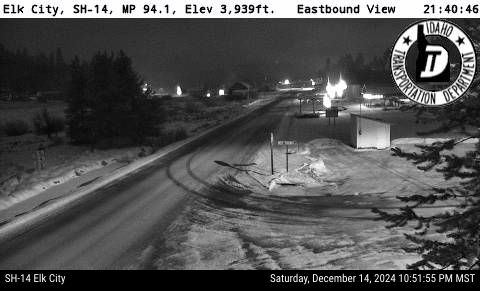 Elk City, SH-14, MP 94.1, Elev 3,939ft. Eastbound View 21:40:46
IDAHO
TRANSPORTATION DEPARTMENT
SH-14 Elk City Saturday, December 14, 2024 10:51:55 PM MST